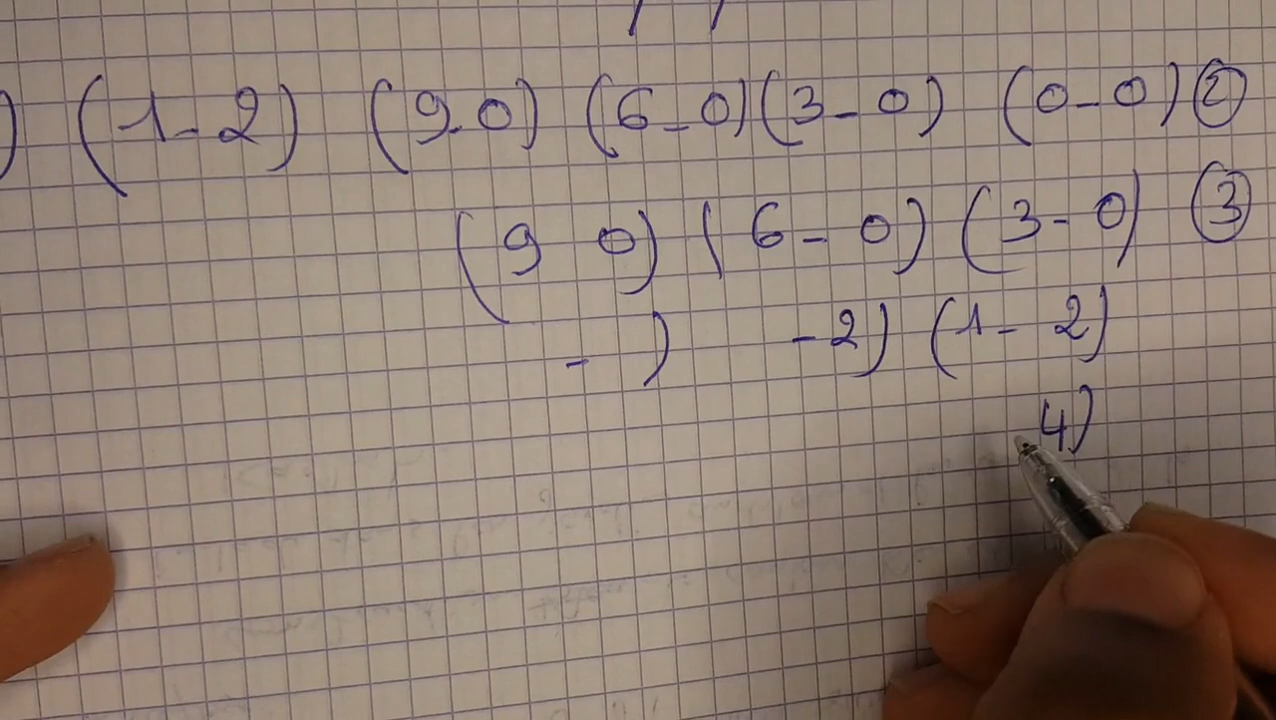 ) (1-2) (9-0) (6-0) (3-0) (0-0) ②
(9 0) (6-0) (3-0) ③
- ) -2) (1-2)
4)